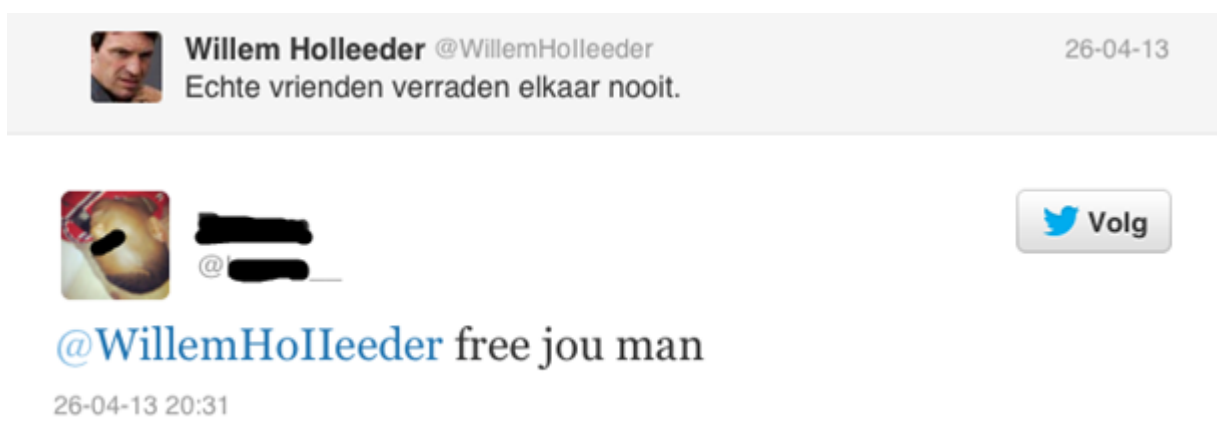 Willem Holleeder @WillemHolleeder 26-04-13
Echte vrienden verraden elkaar nooit.
Volg
@WillemHoIIeeder free jou man
26-04-13 20:31